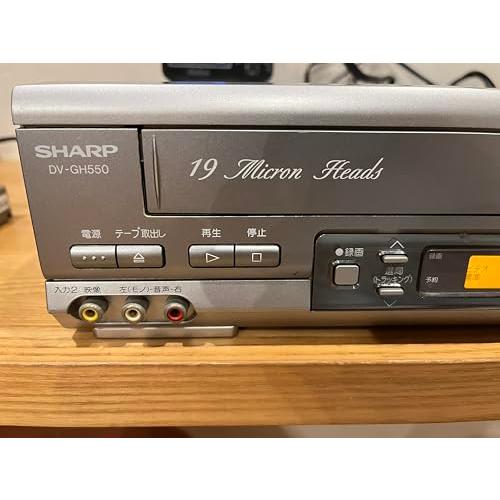 SHARP
DV-GH550
19 Micron Heads
電源 テープ取出し 再生 停止
●録画
選局
(トラッキング)
録画
予約
入力2 映像 左(モノ)-音声-右